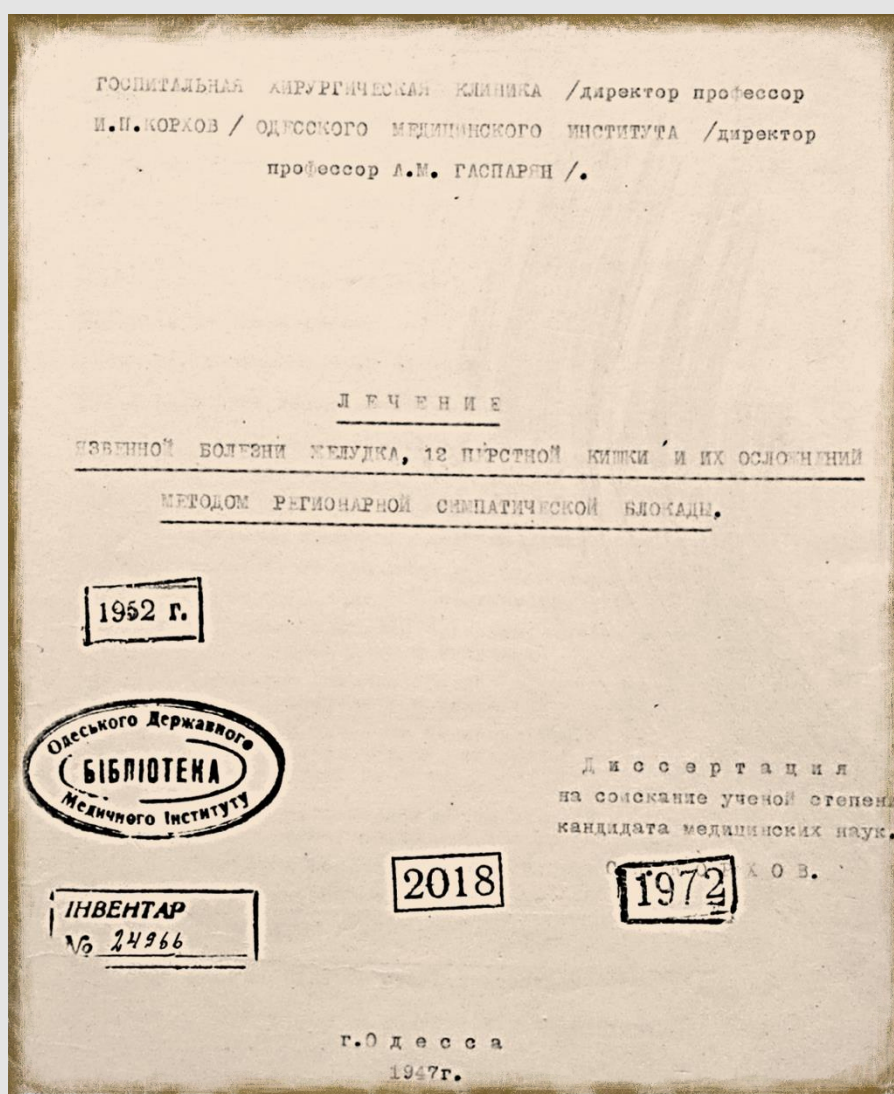 ГОСПИТАЛЬНАЯ ХИРУРГИЧЕСКАЯ КЛИНИКА /директор профессор
И.П.КОРХОВ / ОДЕССКОГО МЕДИЦИНСКОГО ИНСТИТУТА /директор
профессор А.М. ГАСПАРЯН /.
ЛЕЧЕНИЕ
ЯЗВЕННОЙ БОЛЕЗНИ ЖЕЛУДКА, 12 ПЕРСТНОЙ КИШКИ И ИХ ОСЛОЖНЕНИЙ
МЕТОДОМ РЕГИОНАРНОЙ СИМПАТИЧЕСКОЙ БЛОКАДЫ.
1952 г.
Одеського Державного
БІБЛІОТЕКА
Медичного Інституту
Диссертация
на соискание ученой степени
кандидата медицинских наук.
2018
1972
ІНВЕНТАР
№ 24966
г.Одесса
1947г.